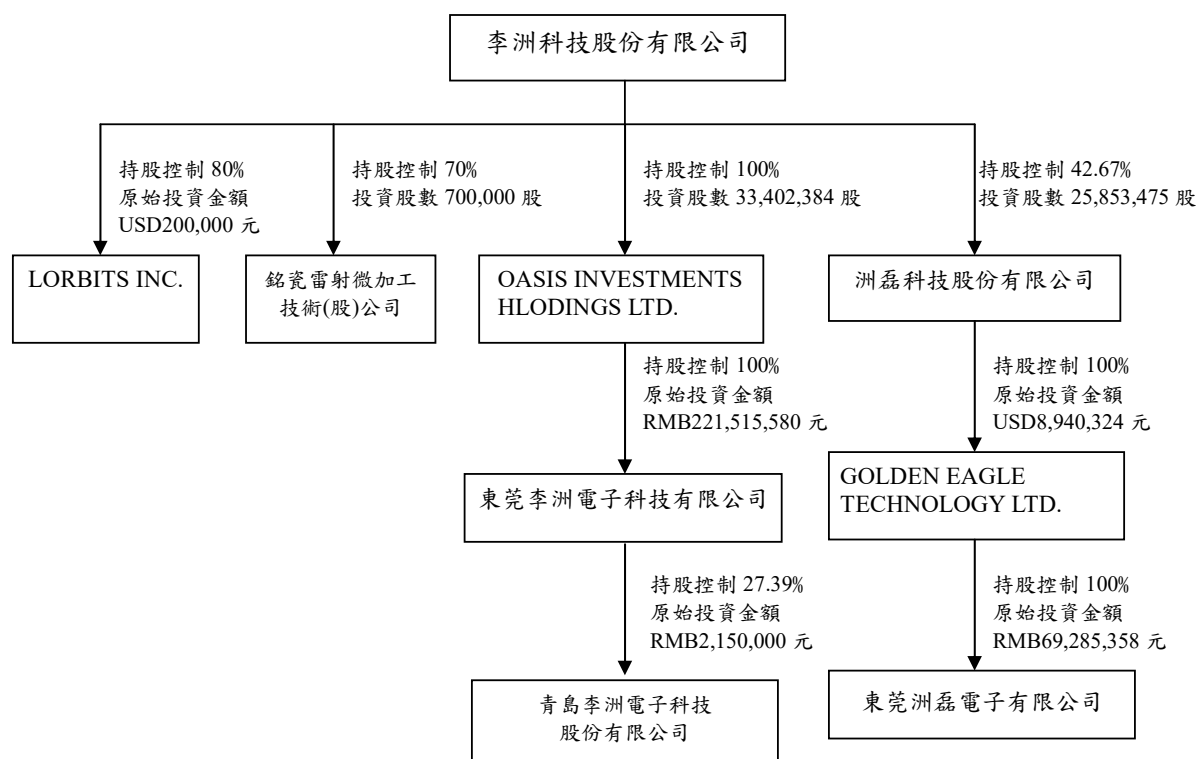 李洲科技股份有限公司
持股控制 80%
原始投資金額
USD200,000 元
持股控制 70%
投資股數 700,000 股
持股控制 100%
投資股數 33,402,384 股
持股控制 42.67%
投資股數 25,853,475 股
LORBITS INC.
銘瓷雷射微加工
技術(股)公司
OASIS INVESTMENTS
HLODINGS LTD.
洲磊科技股份有限公司
持股控制 100%
原始投資金額
RMB221,515,580 元
持股控制 100%
原始投資金額
USD8,940,324 元
東莞李洲電子科技有限公司
GOLDEN EAGLE
TECHNOLOGY LTD.
持股控制 27.39%
原始投資金額
RMB2,150,000 元
持股控制 100%
原始投資金額
RMB69,285,358 元
青島李洲電子科技
股份有限公司
東莞洲磊電子有限公司